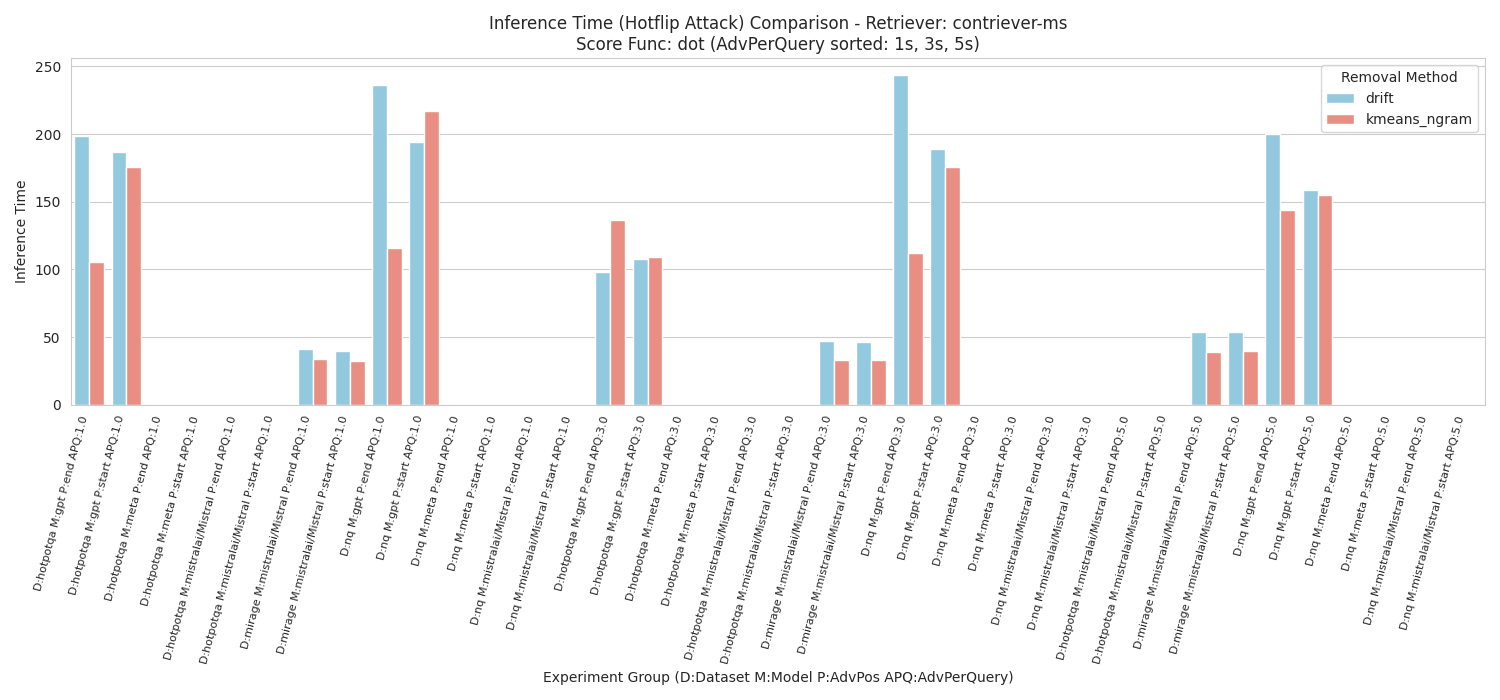 Inference Time (Hotflip Attack) Comparison - Retriever: contriever-ms
Score Func: dot (AdvPerQuery sorted: 1s, 3s, 5s)
Removal Method
drift
kmeans_ngram
Inference Time
250
200
150
100
50
0
D:hotpotqa M:gpt P:end APQ:1.0
D:hotpotqa M:gpt P:start APQ:1.0
D:hotpotqa M:meta P:end APQ:1.0
D:hotpotqa M:meta P:start APQ:1.0
D:hotpotqa M:mistralai/Mistral P:end APQ:1.0
D:hotpotqa M:mistralai/Mistral P:start APQ:1.0
D:mirage M:mistralai/Mistral P:end APQ:1.0
D:mirage M:mistralai/Mistral P:start APQ:1.0
D:nq M:gpt P:end APQ:1.0
D:nq M:gpt P:start APQ:1.0
D:nq M:meta P:end APQ:1.0
D:nq M:meta P:start APQ:1.0
D:nq M:mistralai/Mistral P:end APQ:1.0
D:nq M:mistralai/Mistral P:start APQ:1.0
D:hotpotqa M:gpt P:end APQ:3.0
D:hotpotqa M:gpt P:start APQ:3.0
D:hotpotqa M:meta P:end APQ:3.0
D:hotpotqa M:meta P:start APQ:3.0
D:hotpotqa M:mistralai/Mistral P:end APQ:3.0
D:hotpotqa M:mistralai/Mistral P:start APQ:3.0
D:mirage M:mistralai/Mistral P:end APQ:3.0
D:mirage M:mistralai/Mistral P:start APQ:3.0
D:nq M:gpt P:end APQ:3.0
D:nq M:gpt P:start APQ:3.0
D:nq M:meta P:end APQ:3.0
D:nq M:meta P:start APQ:3.0
D:nq M:mistralai/Mistral P:end APQ:3.0
D:nq M:mistralai/Mistral P:start APQ:3.0
D:hotpotqa M:mistralai/Mistral P:end APQ:5.0
D:hotpotqa M:mistralai/Mistral P:start APQ:5.0
D:mirage M:mistralai/Mistral P:end APQ:5.0
D:mirage M:mistralai/Mistral P:start APQ:5.0
D:nq M:gpt P:end APQ:5.0
D:nq M:gpt P:start APQ:5.0
D:nq M:meta P:end APQ:5.0
D:nq M:meta P:start APQ:5.0
D:nq M:mistralai/Mistral P:end APQ:5.0
D:nq M:mistralai/Mistral P:start APQ:5.0
Experiment Group (D:Dataset M:Model P:AdvPos APQ:AdvPerQuery)